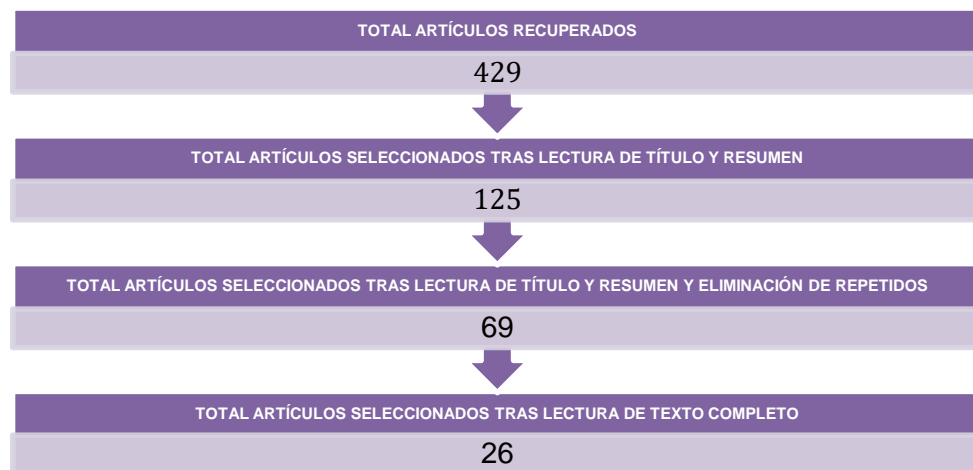 TOTAL ARTÍCULOS RECUPERADOS
429
TOTAL ARTÍCULOS SELECCIONADOS TRAS LECTURA DE TÍTULO Y RESUMEN
125
TOTAL ARTÍCULOS SELECCIONADOS TRAS LECTURA DE TÍTULO Y RESUMEN Y ELIMINACIÓN DE REPETIDOS
69
TOTAL ARTÍCULOS SELECCIONADOS TRAS LECTURA DE TEXTO COMPLETO
26